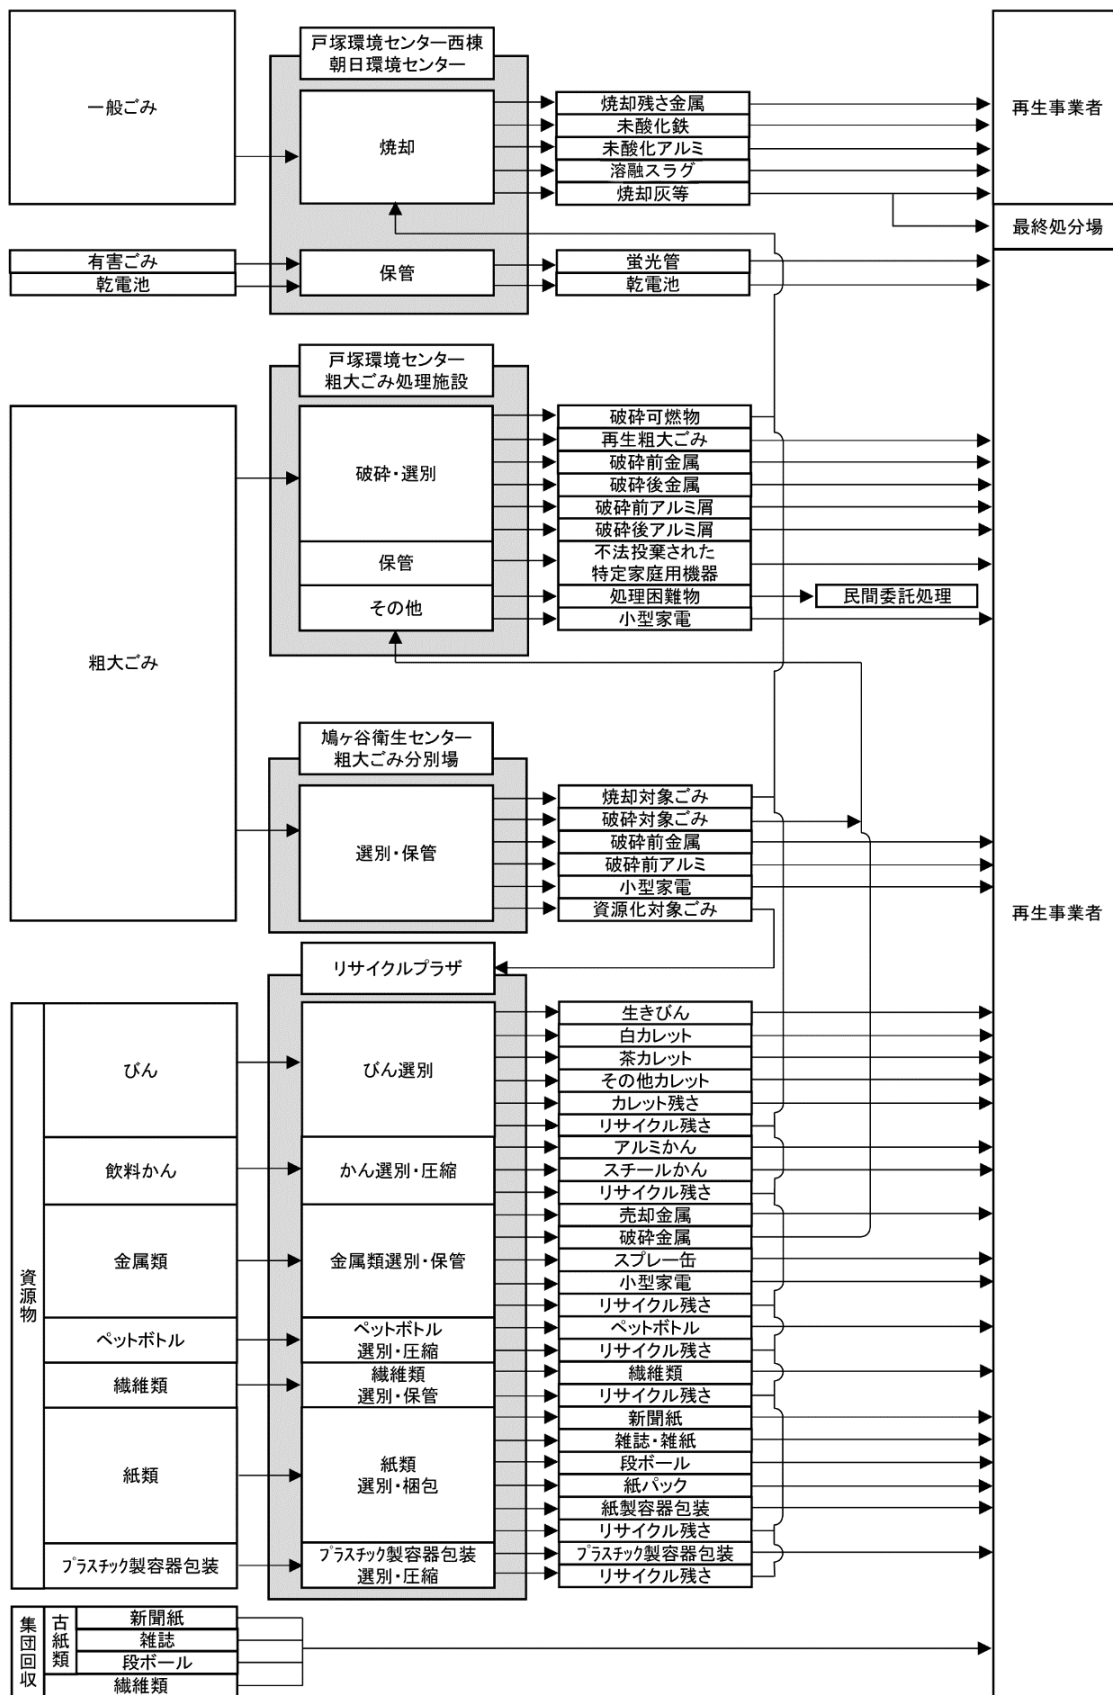 一般ごみ
戸塚環境センター西棟
朝日環境センター
焼却
焼却残さ金属
未酸化鉄
未酸化アルミ
溶融スラグ
焼却灰等
再生事業者
最終処分場
有害ごみ
乾電池
保管
蛍光管
乾電池
戸塚環境センター
粗大ごみ処理施設
粗大ごみ
破砕・選別
保管
その他
破砕可燃物
再生粗大ごみ
破砕前金属
破砕後金属
破砕前アルミ屑
破砕後アルミ屑
不法投棄された
特定家庭用機器
処理困難物
小型家電
民間委託処理
鳩ヶ谷衛生センター
粗大ごみ分別場
選別・保管
焼却対象ごみ
破砕対象ごみ
破砕前金属
破砕前アルミ
小型家電
資源化対象ごみ
再生事業者
リサイクルプラザ
資源物
びん
飲料かん
金属類
ペットボトル
繊維類
紙類
プラスチック製容器包装
びん選別
かん選別・圧縮
金属類選別・保管
ペットボトル
選別・圧縮
繊維類
選別・保管
紙類
選別・梱包
プラスチック製容器包装
選別・圧縮
生きびん
白カレット
茶カレット
その他カレット
カレット残さ
リサイクル残さ
アルミかん
スチールかん
リサイクル残さ
売却金属
破砕金属
スプレー缶
小型家電
リサイクル残さ
ペットボトル
リサイクル残さ
繊維類
リサイクル残さ
新聞紙
雑誌・雑紙
段ボール
紙パック
紙製容器包装
リサイクル残さ
プラスチック製容器包装
リサイクル残さ
集団回収
古紙類
新聞紙
雑誌
段ボール
繊維類